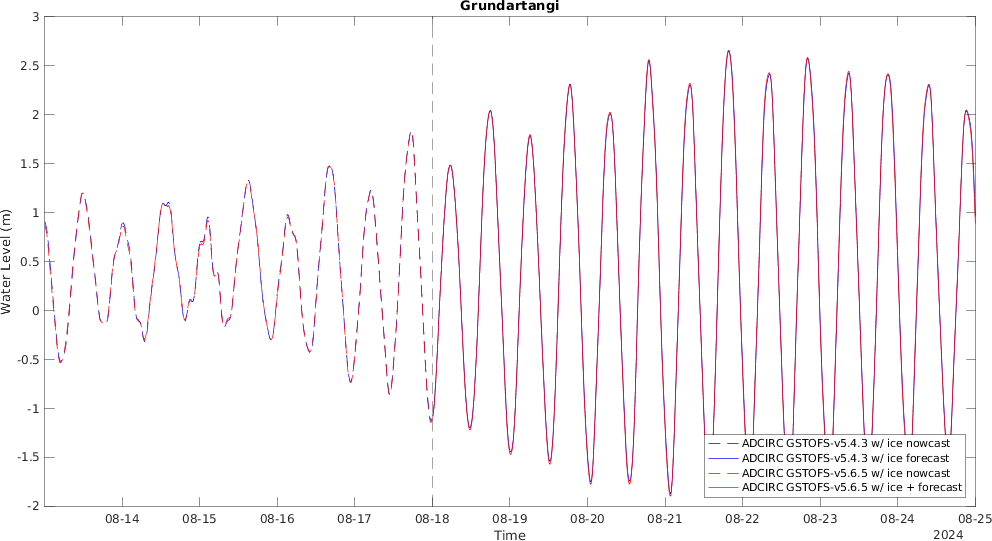 Grundartangi
3
2.5
2
1.5
1
0.5
0
-0.5
-1
-1.5
-2
Water Level (m)
ADCIRC GSTOFS-v5.4.3 w/ ice nowcast
ADCIRC GSTOFS-v5.4.3 w/ ice forecast
ADCIRC GSTOFS-v5.6.5 w/ ice nowcast
ADCIRC GSTOFS-v5.6.5 w/ ice + forecast
08-14 08-15 08-16 08-17 08-18 08-19 08-20 08-21 08-22 08-23 08-24 08-25
Time
2024